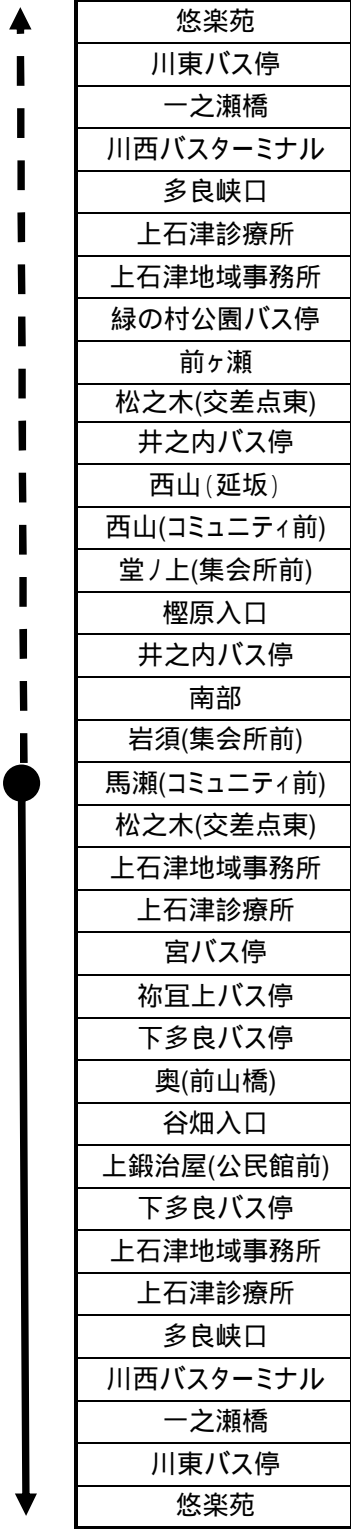 悠楽苑
川東バス停
一之瀬橋
川西バスターミナル
多良峡口
上石津診療所
上石津地域事務所
緑の村公園バス停
前ヶ瀬
松之木(交差点東)
井之内バス停
西山(延坂)
西山(コミュニティ前)
堂ノ上(集会所前)
樫原入口
井之内バス停
南部
岩須(集会所前)
馬瀬(コミュニティ前)
松之木(交差点東)
上石津地域事務所
上石津診療所
宮バス停
祢宜上バス停
下多良バス停
奥(前山橋)
谷畑入口
上鍛治屋(公民館前)
下多良バス停
上石津地域事務所
上石津診療所
多良峡口
川西バスターミナル
一之瀬橋
川東バス停
悠楽苑